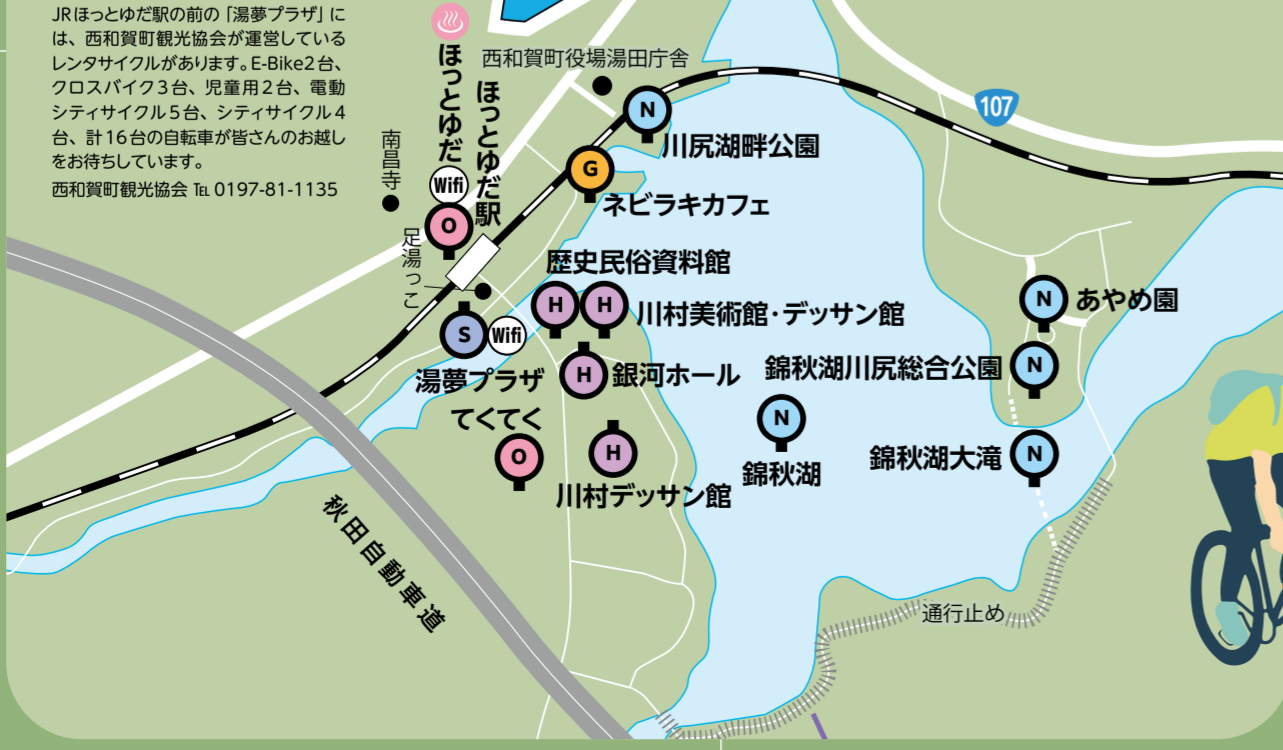 JRほっとゆだ駅の前の「湯夢プラザ」に
は、西和賀町観光協会が運営している
レンタサイクルがあります。E-Bike2台、
クロスバイク3台、児童用2台、電動
シティサイクル5台、シティサイクル4
台、計16台の自転車が皆さんのお越し
をお待ちしています。
西和賀町観光協会 ℡ 0197-81-1135
ほっとゆだ
西和賀町役場湯田庁舎
ほっとゆだ駅
南昌寺
Wifi
O
足湯っこ
N
川尻湖畔公園
G
ネビラキカフェ
107
歴史民俗資料館
H
H
川村美術館・デッサン館
S
Wifi
湯夢プラザ
H
銀河ホール
てくてく
O
H
川村デッサン館
N
錦秋湖
N
あやめ園
錦秋湖川尻総合公園
N
錦秋湖大滝
N
秋田自動車道
通行止め